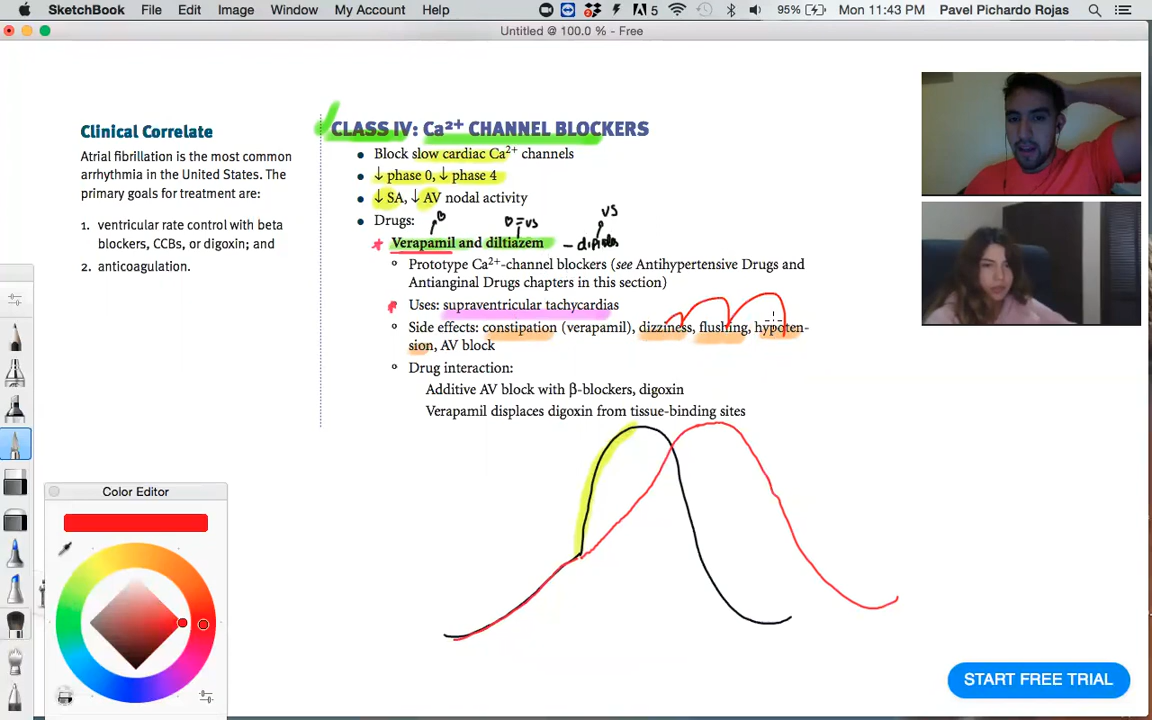 SketchBook File Edit Image Window My Account Help 5 95% Mon 11:43 PM Pavel Pichardo Rojas
Untitled @ 100.0 % - Free
Clinical Correlate
Atrial fibrillation is the most common
arrhythmia in the United States. The
primary goals for treatment are:
1. ventricular rate control with beta
blockers, CCBs, or digoxin; and
2. anticoagulation.
CLASS IV: Ca²⁺ CHANNEL BLOCKERS
• Block slow cardiac Ca²⁺ channels
• ↓ phase 0, ↓ phase 4
• ↓ SA, ↓ AV nodal activity
• Drugs:
VS
♥ = VS
* Verapamil and diltiazem
° Prototype Ca²⁺-channel blockers (see Antihypertensive Drugs and
Antianginal Drugs chapters in this section)
* Uses: supraventricular tachycardias
° Side effects: constipation (verapamil), dizziness, flushing, hypoten-
sion, AV block
° Drug interaction:
Additive AV block with β-blockers, digoxin
Verapamil displaces digoxin from tissue-binding sites
Color Editor
START FREE TRIAL